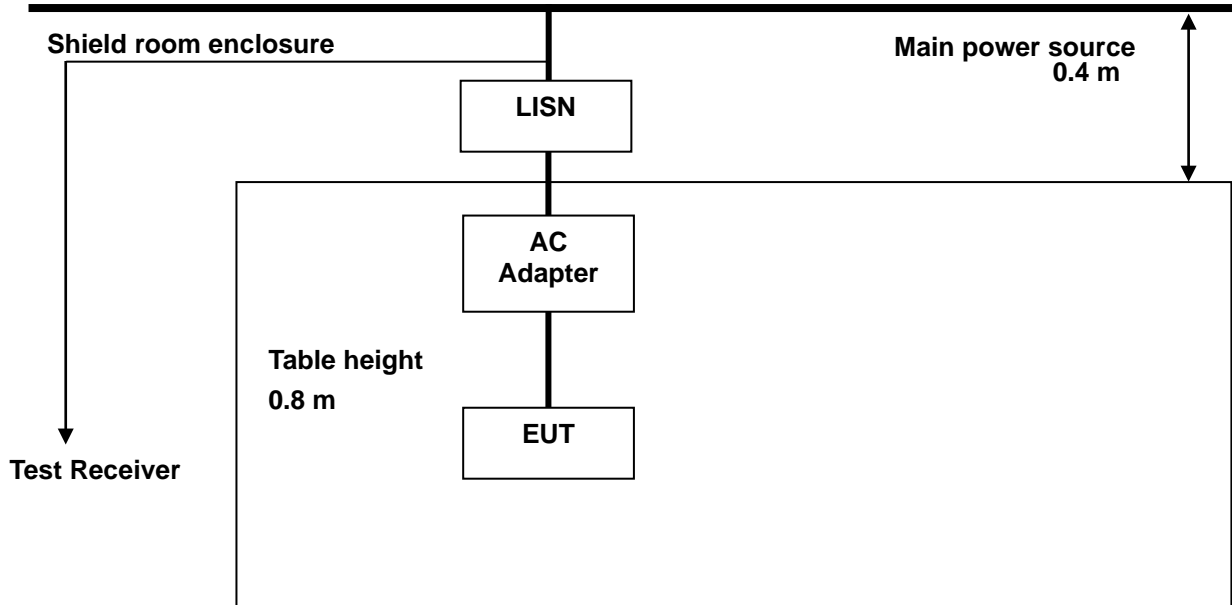 Shield room enclosure
Main power source
0.4 m
LISN
AC
Adapter
Table height
0.8 m
EUT
Test Receiver